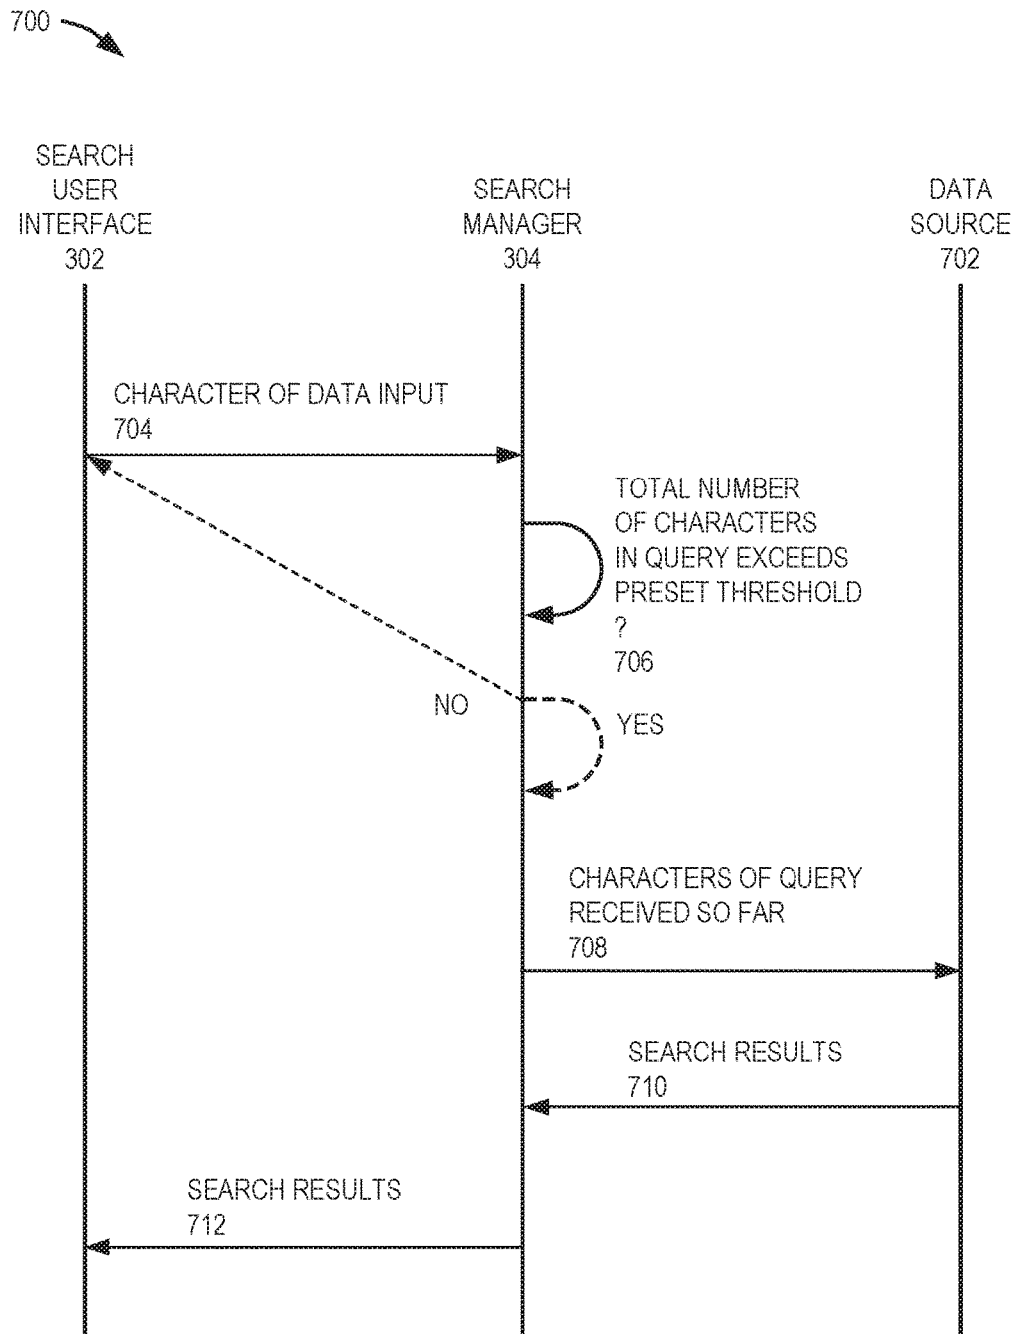 700
SEARCH
USER
INTERFACE
302
SEARCH
MANAGER
304
DATA
SOURCE
702
CHARACTER OF DATA INPUT
704
TOTAL NUMBER
OF CHARACTERS
IN QUERY EXCEEDS
PRESET THRESHOLD
?
706
NO
YES
CHARACTERS OF QUERY
RECEIVED SO FAR
708
SEARCH RESULTS
710
SEARCH RESULTS
712